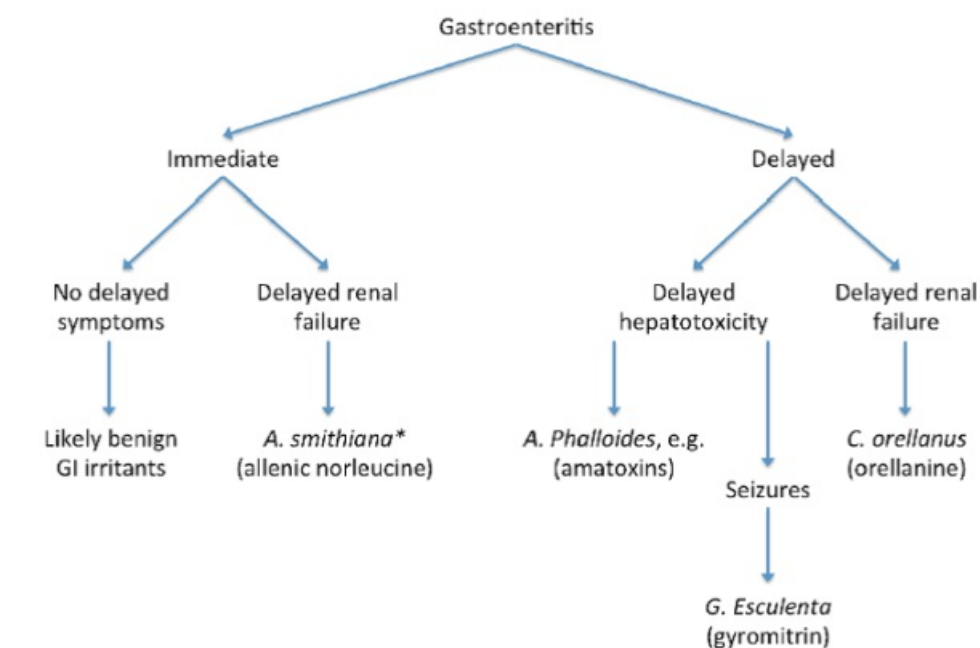 Gastroenteritis
Immediate
Delayed
No delayed
symptoms
Delayed renal
failure
Delayed
hepatotoxicity
Delayed renal
failure
Likely benign
GI irritants
A. smithiana*
(allenic norleucine)
A. Phalloides, e.g.
(amatoxins)
C. orellanus
(orellanine)
Seizures
G. Esculenta
(gyromitrin)